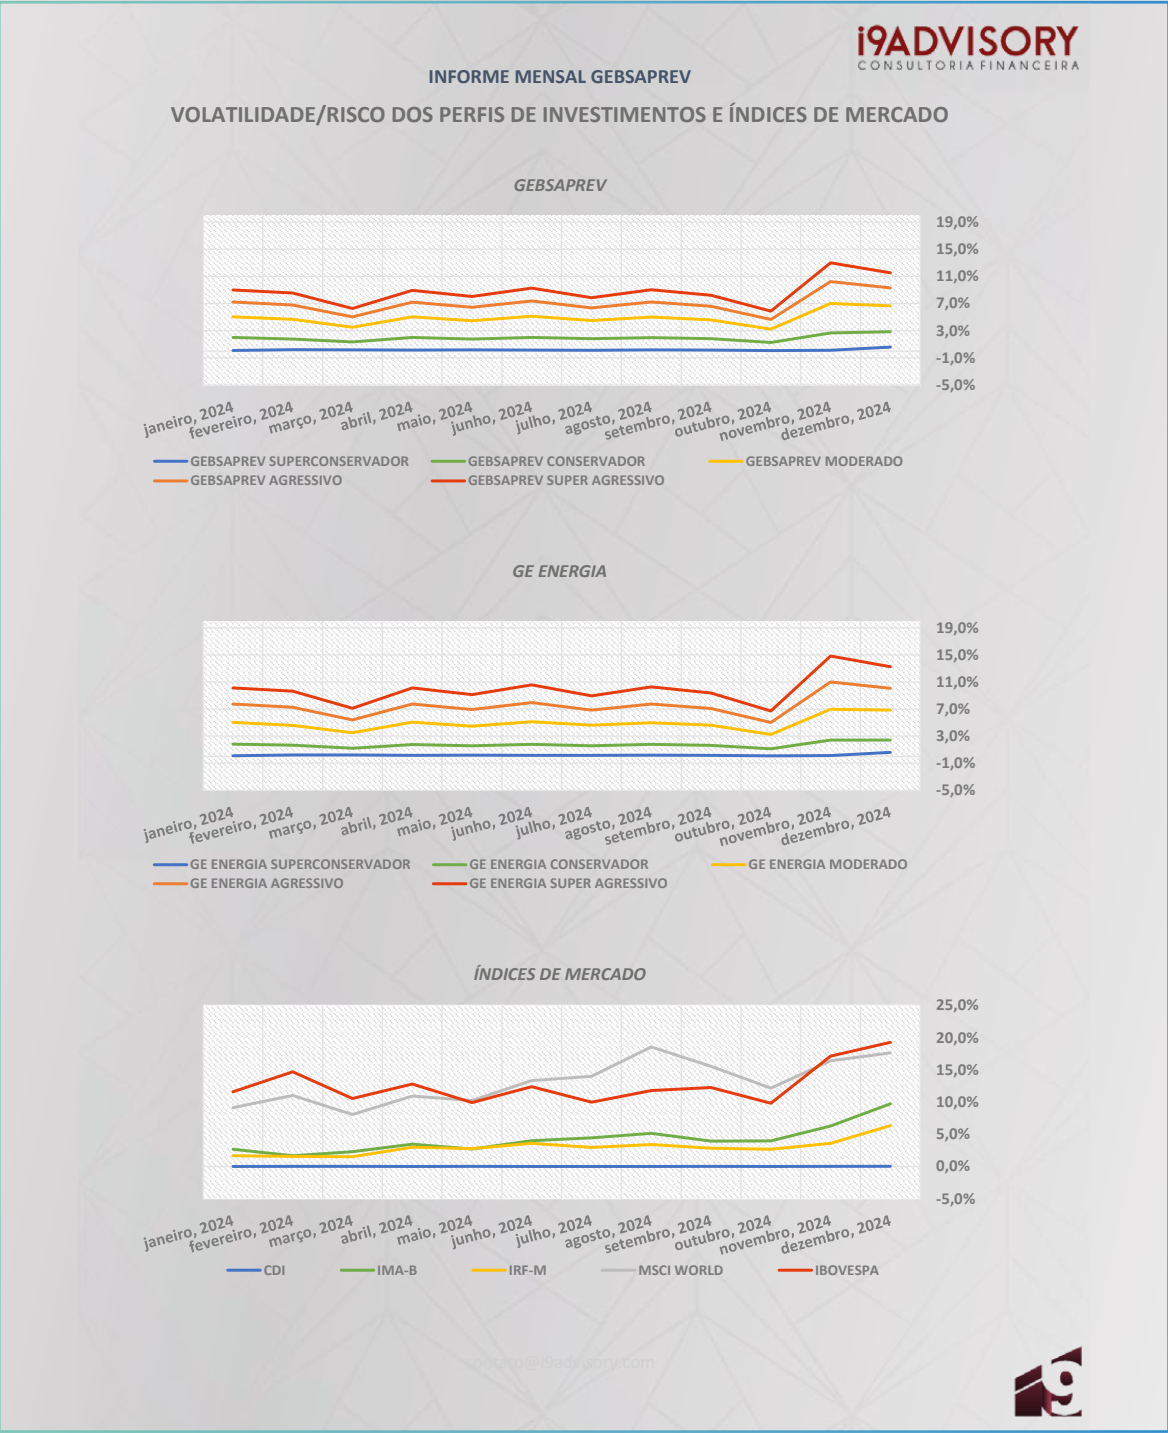 i9ADVISORY
CONSULTORIA FINANCEIRA
INFORME MENSAL GEBSAPREV
VOLATILIDADE/RISCO DOS PERFIS DE INVESTIMENTOS E ÍNDICES DE MERCADO
GEBSAPREV
19,0%
15,0%
11,0%
7,0%
3,0%
-1,0%
-5,0%
janeiro, 2024
fevereiro, 2024
março, 2024
abril, 2024
maio, 2024
junho, 2024
julho, 2024
agosto, 2024
setembro, 2024
outubro, 2024
novembro, 2024
dezembro, 2024
GEBSAPREV SUPERCONSERVADOR GEBSAPREV CONSERVADOR GEBSAPREV MODERADO
GEBSAPREV AGRESSIVO GEBSAPREV SUPER AGRESSIVO
GE ENERGIA
19,0%
15,0%
11,0%
7,0%
3,0%
-1,0%
-5,0%
janeiro, 2024
fevereiro, 2024
março, 2024
abril, 2024
maio, 2024
junho, 2024
julho, 2024
agosto, 2024
setembro, 2024
outubro, 2024
novembro, 2024
dezembro, 2024
GE ENERGIA SUPERCONSERVADOR GE ENERGIA CONSERVADOR GE ENERGIA MODERADO
GE ENERGIA AGRESSIVO GE ENERGIA SUPER AGRESSIVO
ÍNDICES DE MERCADO
25,0%
20,0%
15,0%
10,0%
5,0%
0,0%
-5,0%
janeiro, 2024
fevereiro, 2024
março, 2024
abril, 2024
maio, 2024
junho, 2024
julho, 2024
agosto, 2024
setembro, 2024
outubro, 2024
novembro, 2024
dezembro, 2024
CDI IMA-B IRF-M MSCI WORLD IBOVESPA
i9